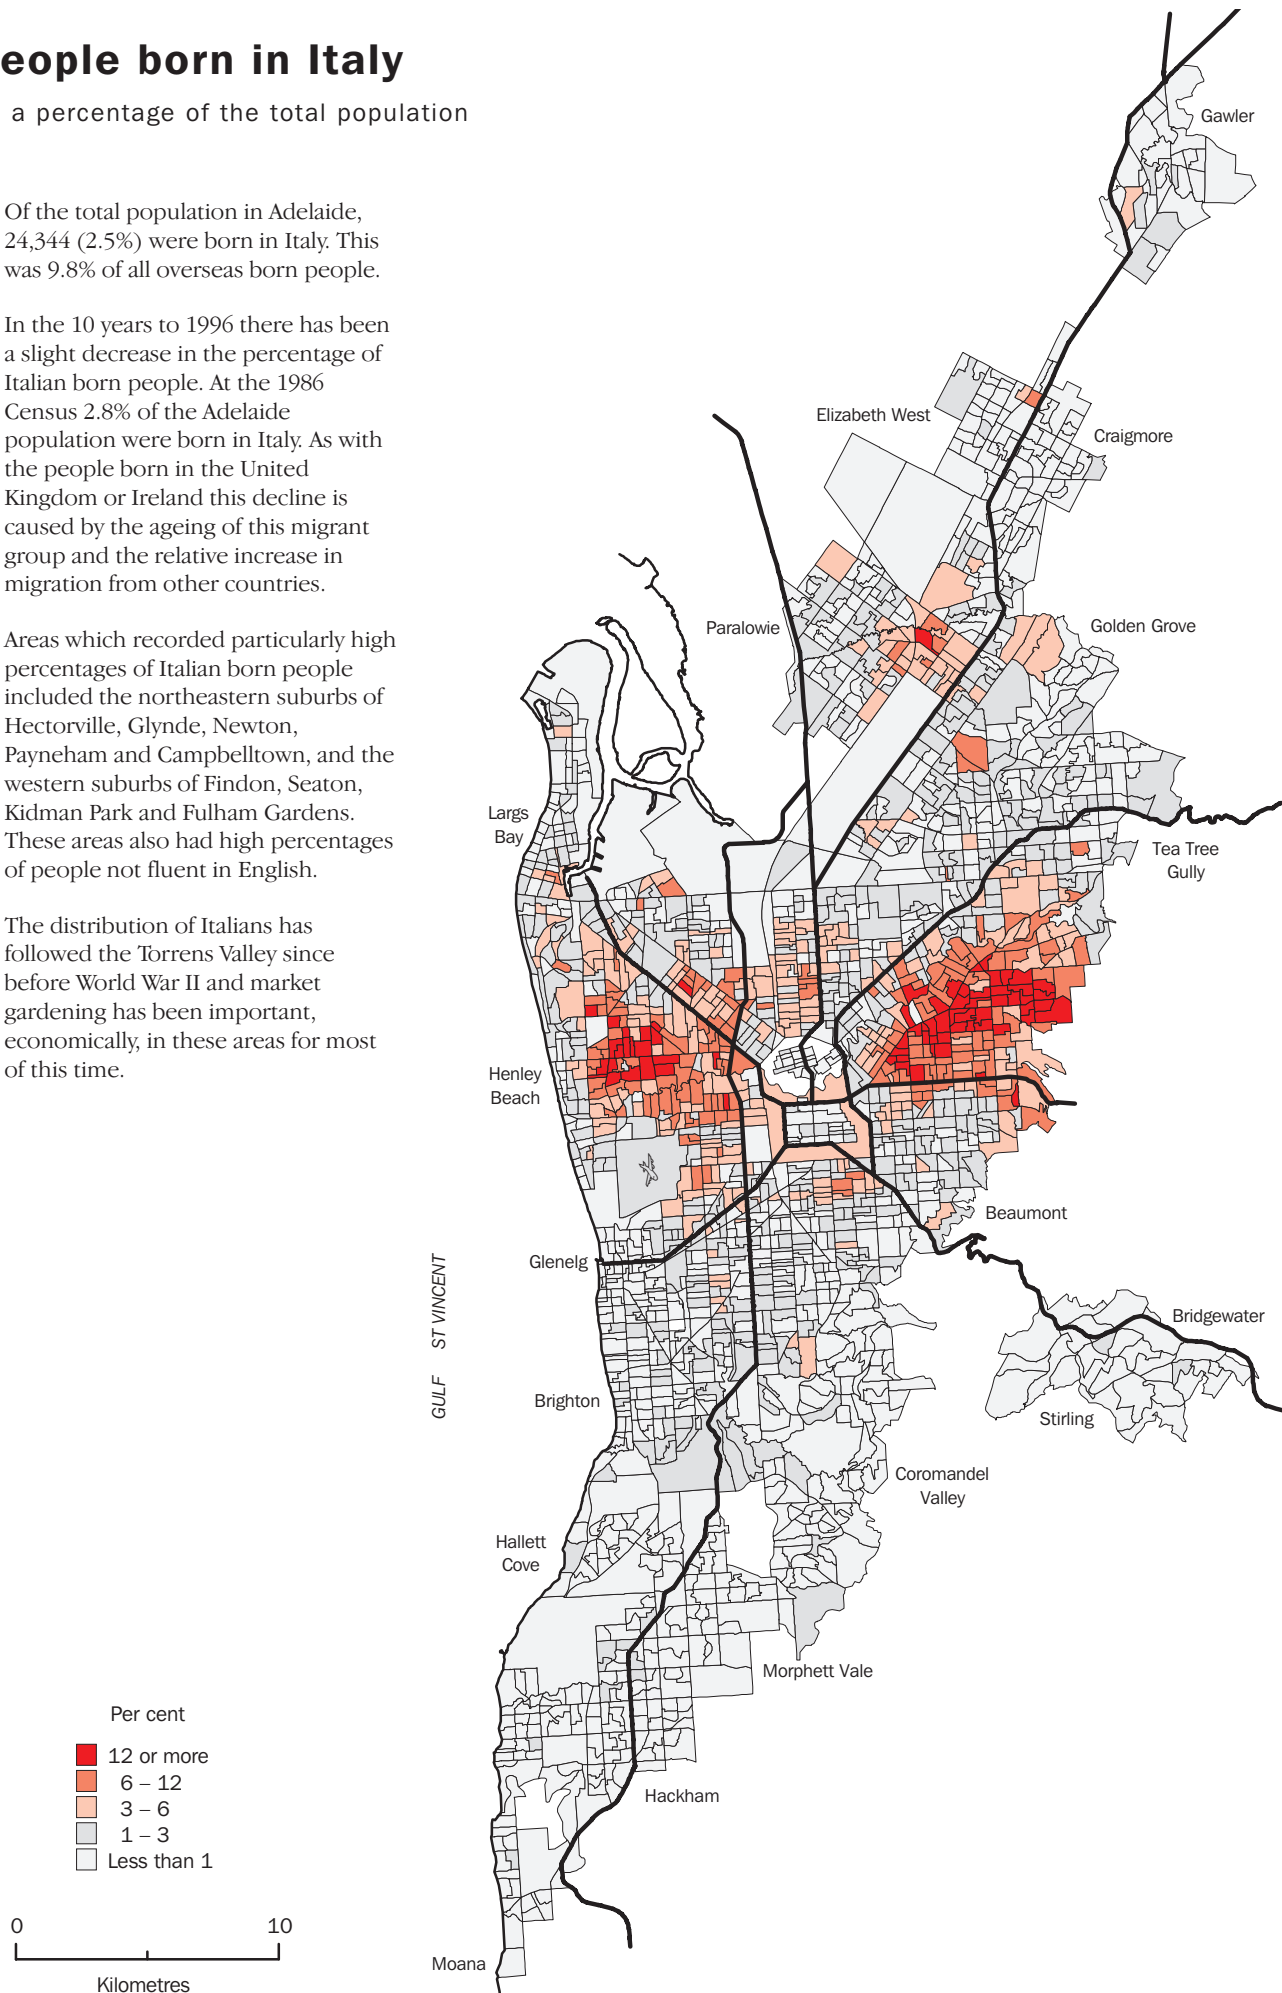 eople born in Italy
a percentage of the total population
Of the total population in Adelaide,
24,344 (2.5%) were born in Italy. This
was 9.8% of all overseas born people.
In the 10 years to 1996 there has been
a slight decrease in the percentage of
Italian born people. At the 1986
Census 2.8% of the Adelaide
population were born in Italy. As with
the people born in the United
Kingdom or Ireland this decline is
caused by the ageing of this migrant
group and the relative increase in
migration from other countries.
Areas which recorded particularly high
percentages of Italian born people
included the northeastern suburbs of
Hectorville, Glynde, Newton,
Payneham and Campbelltown, and the
western suburbs of Findon, Seaton,
Kidman Park and Fulham Gardens.
These areas also had high percentages
of people not fluent in English.
The distribution of Italians has
followed the Torrens Valley since
before World War II and market
gardening has been important,
economically, in these areas for most
of this time.
Gawler
Elizabeth West
Craigmore
Paralowie
Golden Grove
Largs
Bay
Tea Tree
Gully
Henley
Beach
Beaumont
Glenelg
GULF ST VINCENT
Bridgewater
Brighton
Stirling
Coromandel
Valley
Hallett
Cove
Morphett Vale
Hackham
Moana
Per cent
12 or more
6 – 12
3 – 6
1 – 3
Less than 1
0 10
Kilometres